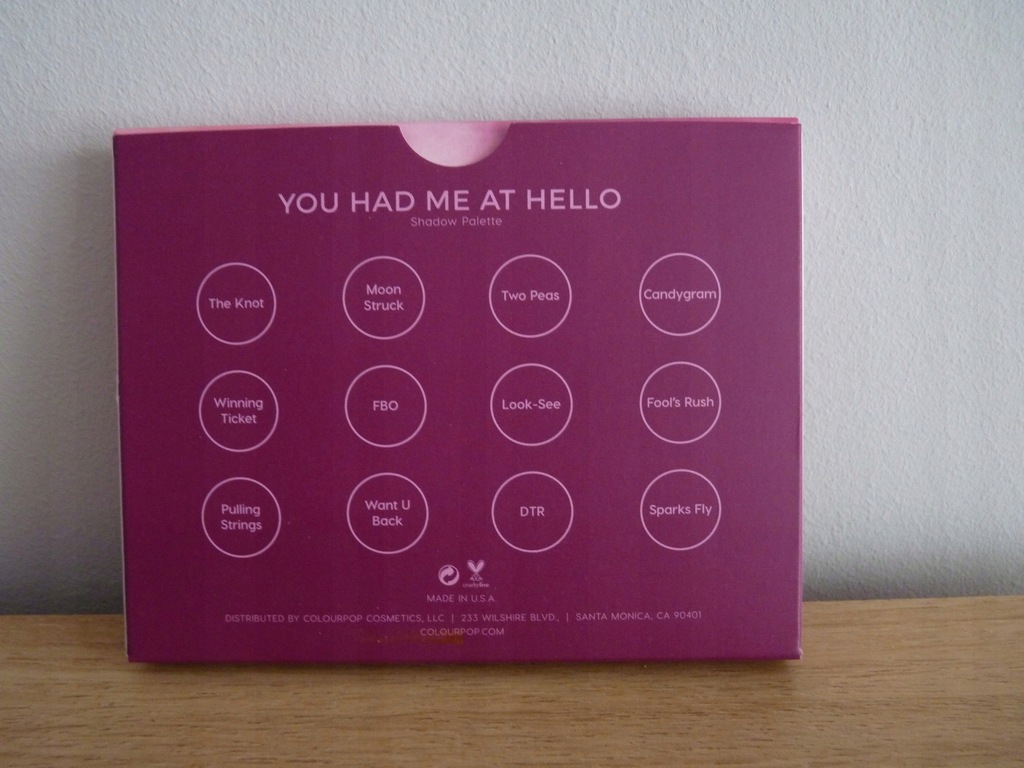 YOU HAD ME AT HELLO
Shadow Palette
The Knot
Moon
Struck
Two Peas
Candygram
Winning
Ticket
FBO
Look-See
Fool's Rush
Pulling
Strings
Want U
Back
DTR
Sparks Fly
crueltyfree
MADE IN U.S.A.
DISTRIBUTED BY COLOURPOP COSMETICS, LLC | 233 WILSHIRE BLVD., | SANTA MONICA, CA 90401
COLOURPOP.COM